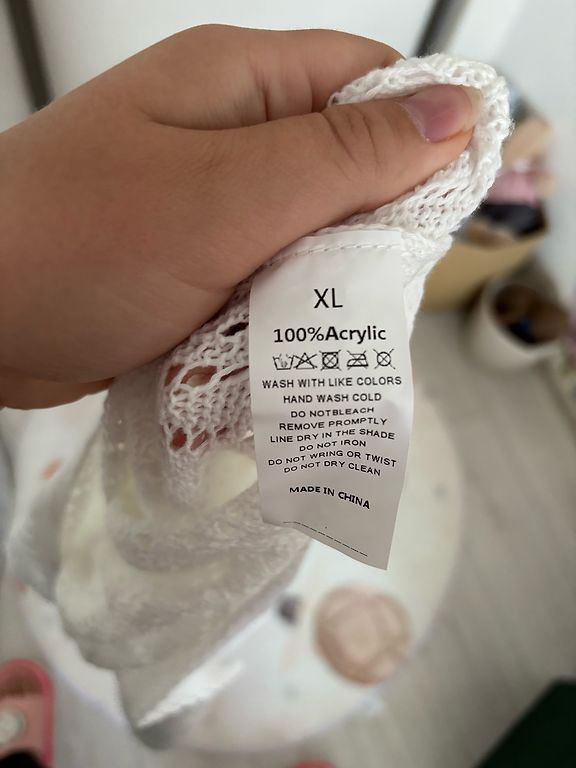 XL
100%Acrylic
WASH WITH LIKE COLORS
HAND WASH COLD
DO NOTBLEACH
REMOVE PROMPTLY
LINE DRY IN THE SHADE
DO NOT IRON
DO NOT WRING OR TWIST
DO NOT DRY CLEAN
MADE IN CHINA